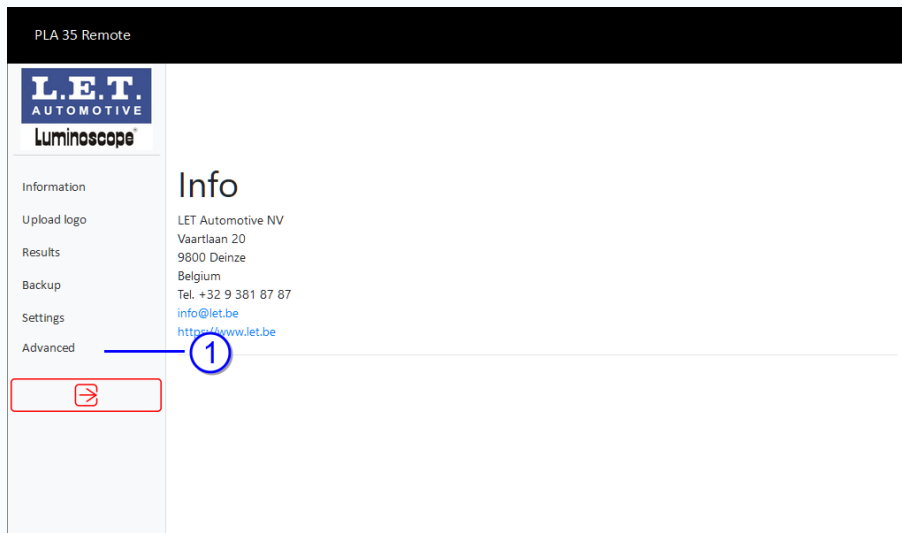 PLA 35 Remote
L.E.T.
AUTOMOTIVE
Luminoscope®
Information
Upload logo
Results
Backup
Settings
Advanced
1
Info
LET Automotive NV
Vaartlaan 20
9800 Deinze
Belgium
Tel. +32 9 381 87 87
info@let.be
https://www.let.be